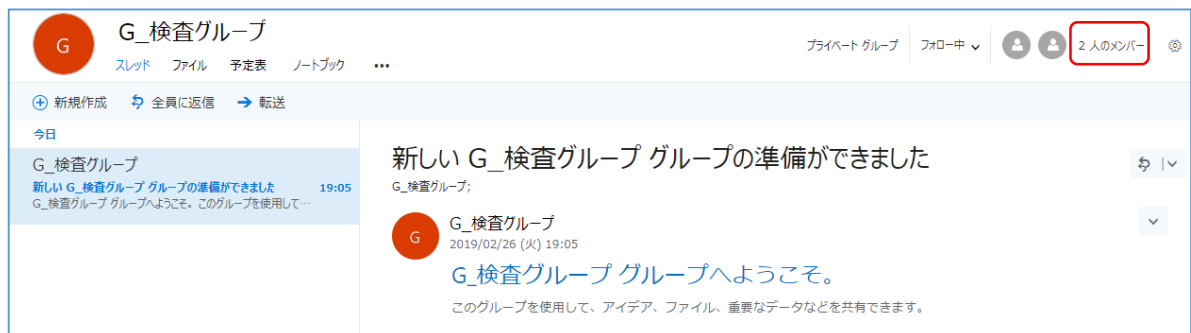 G
G_検査グループ
スレッド ファイル 予定表 ノートブック •••
プライベート グループ フォロー中 2 人のメンバー
新規作成 全員に返信 転送
今日
G_検査グループ
新しい G_検査グループ グループの準備ができました 19:05
G_検査グループ グループへようこそ。このグループを使用して…
新しい G_検査グループ グループの準備ができました
G_検査グループ;
G
G_検査グループ
2019/02/26 (火) 19:05
G_検査グループ グループへようこそ。
このグループを使用して、アイデア、ファイル、重要なデータなどを共有できます。